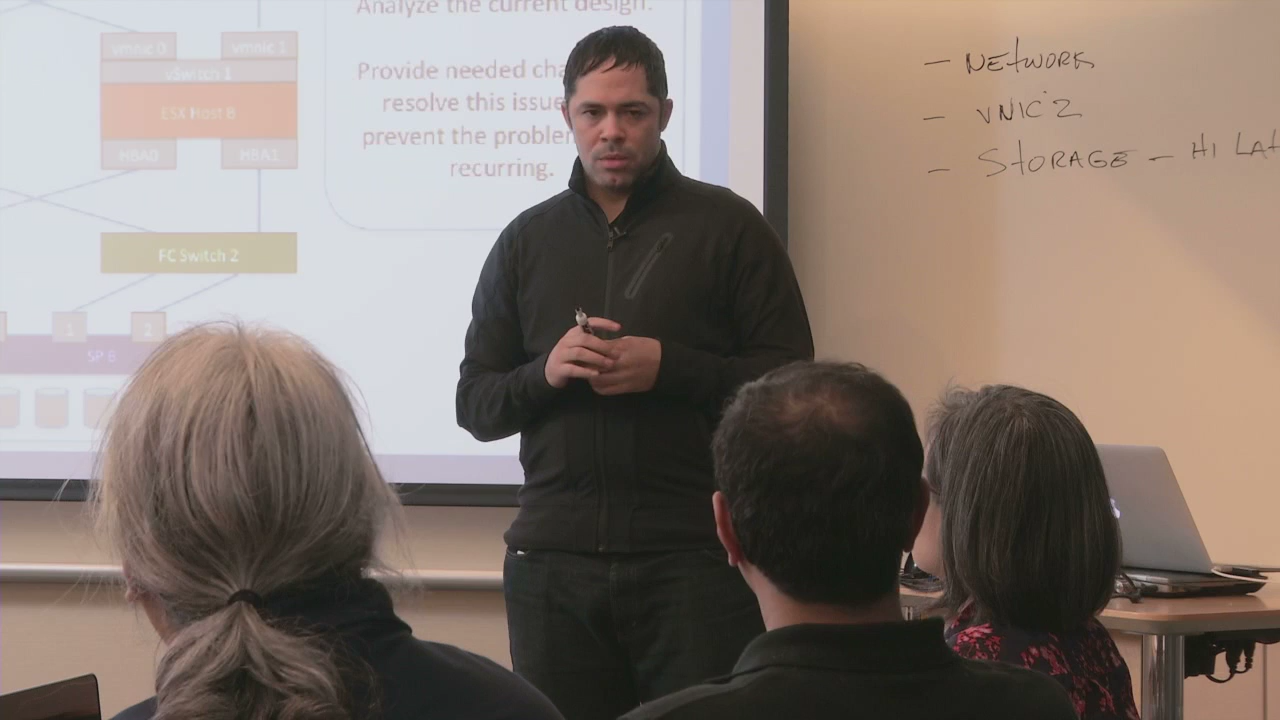 Analyze the current design.
vmnic 0
vmnic 1
vSwitch 1
Provide needed cha
ESX Host B
resolve this issue
prevent the problem
HBA0
HBA1
recurring.
FC Switch 2
1
2
SP B
- NETWORK
- VNIC'2
- STORAGE - HI LAT